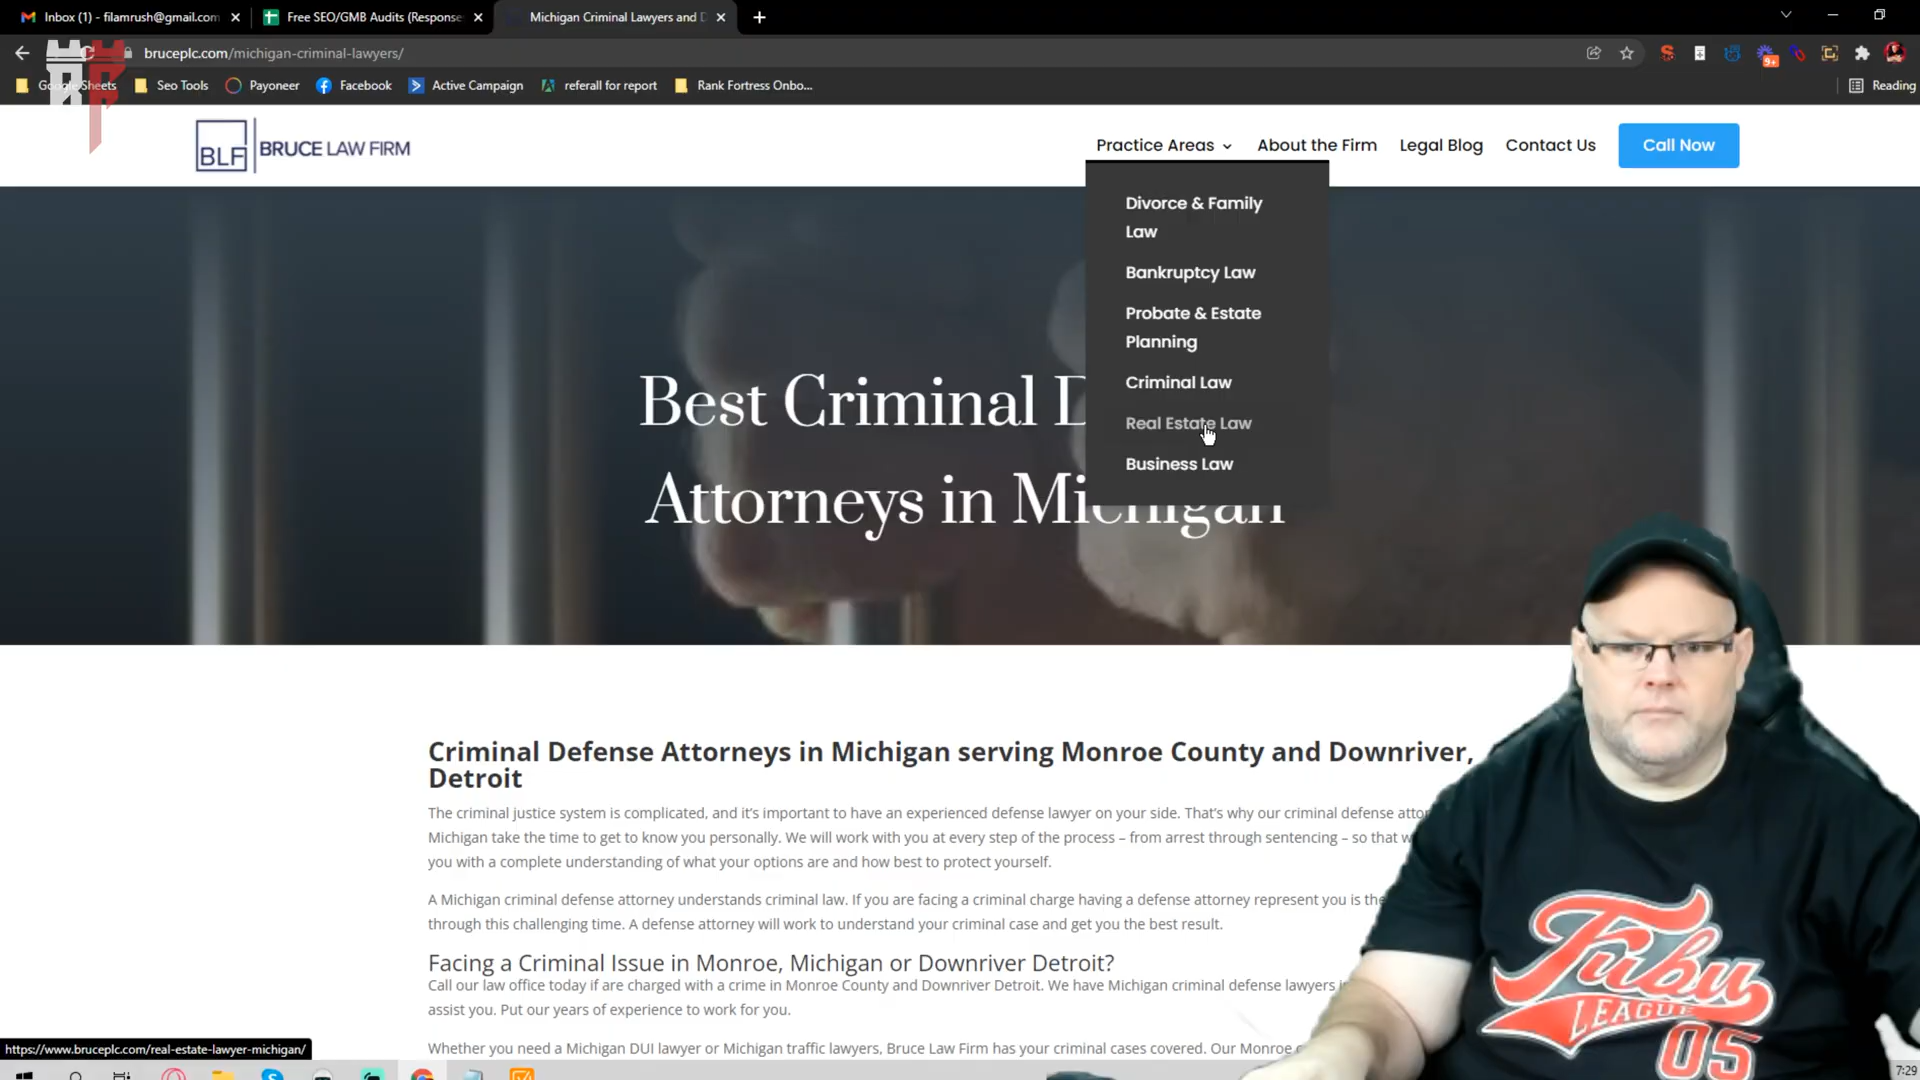 Inbox (1) - filamrush@gmail.com
Free SEO/GMB Audits (Response
Michigan Criminal Lawyers and D
bruceplc.com/michigan-criminal-lawyers/
9+
Google Sheets
Seo Tools
Payoneer
Facebook
Active Campaign
referall for report
Rank Fortress Onbo...
Reading
BLF BRUCE LAW FIRM
Practice Areas
About the Firm
Legal Blog
Contact Us
Call Now
Divorce & Family
Law
Bankruptcy Law
Probate & Estate
Planning
Criminal Law
Real Estate Law
Business Law
Best Criminal D
Attorneys in Michigan
Criminal Defense Attorneys in Michigan serving Monroe County and Downriver,
Detroit
The criminal justice system is complicated, and it's important to have an experienced defense lawyer on your side. That's why our criminal defense attor
Michigan take the time to get to know you personally. We will work with you at every step of the process – from arrest through sentencing – so that w
you with a complete understanding of what your options are and how best to protect yourself.
A Michigan criminal defense attorney understands criminal law. If you are facing a criminal charge having a defense attorney represent you is the
through this challenging time. A defense attorney will work to understand your criminal case and get you the best result.
Facing a Criminal Issue in Monroe, Michigan or Downriver Detroit?
Call our law office today if are charged with a crime in Monroe County and Downriver Detroit. We have Michigan criminal defense lawyers
assist you. Put our years of experience to work for you.
Whether you need a Michigan DUI lawyer or Michigan traffic lawyers, Bruce Law Firm has your criminal cases covered. Our Monroe
https://www.bruceplc.com/real-estate-lawyer-michigan/
Fubu
LEAGUE
05
7:29